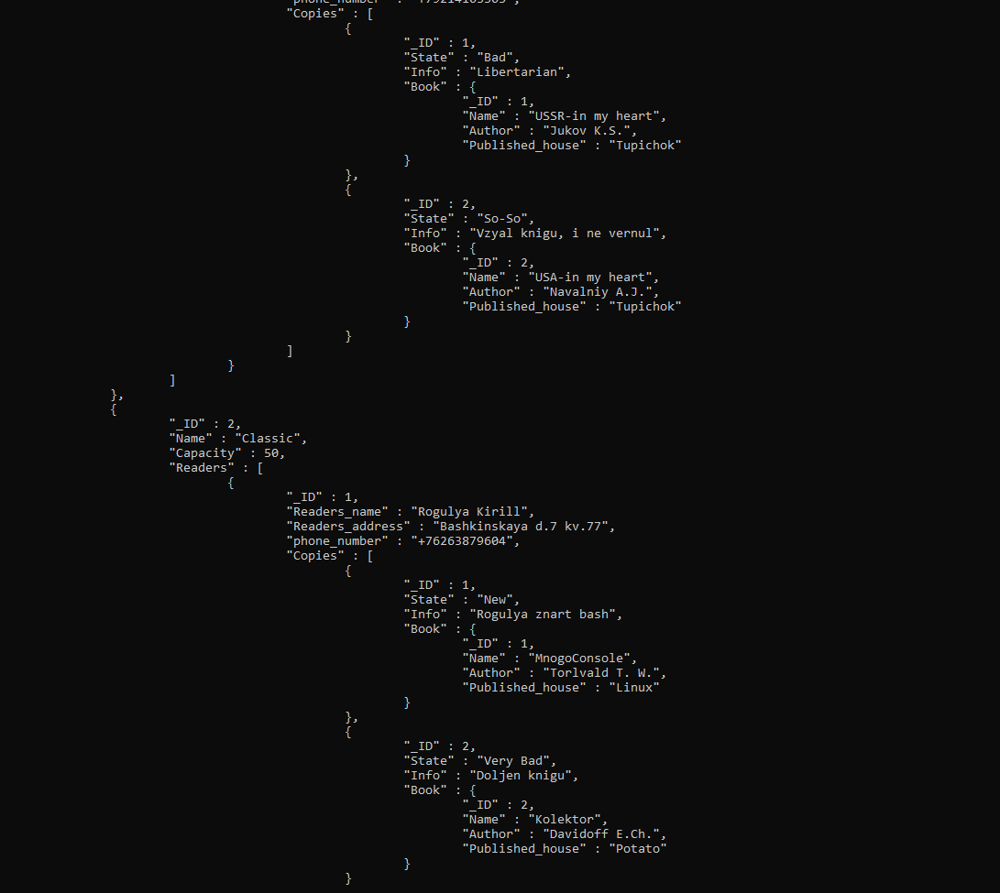 "phone_number" : "+79214103505",
"Copies" : [
{
"_ID" : 1,
"State" : "Bad",
"Info" : "Libertarian",
"Book" : {
"_ID" : 1,
"Name" : "USSR-in my heart",
"Author" : "Jukov K.S.",
"Published_house" : "Tupichok"
}
},
{
"_ID" : 2,
"State" : "So-So",
"Info" : "Vzyal knigu, i ne vernul",
"Book" : {
"_ID" : 2,
"Name" : "USA-in my heart",
"Author" : "Navalniy A.J.",
"Published_house" : "Tupichok"
}
}
]
}
]
},
{
"_ID" : 2,
"Name" : "Classic",
"Capacity" : 50,
"Readers" : [
{
"_ID" : 1,
"Readers_name" : "Rogulya Kirill",
"Readers_address" : "Bashkinskaya d.7 kv.77",
"phone_number" : "+76263879604",
"Copies" : [
{
"_ID" : 1,
"State" : "New",
"Info" : "Rogulya znart bash",
"Book" : {
"_ID" : 1,
"Name" : "MnogoConsole",
"Author" : "Torlvald T. W.",
"Published_house" : "Linux"
}
},
{
"_ID" : 2,
"State" : "Very Bad",
"Info" : "Doljen knigu",
"Book" : {
"_ID" : 2,
"Name" : "Kolektor",
"Author" : "Davidoff E.Ch.",
"Published_house" : "Potato"
}
}